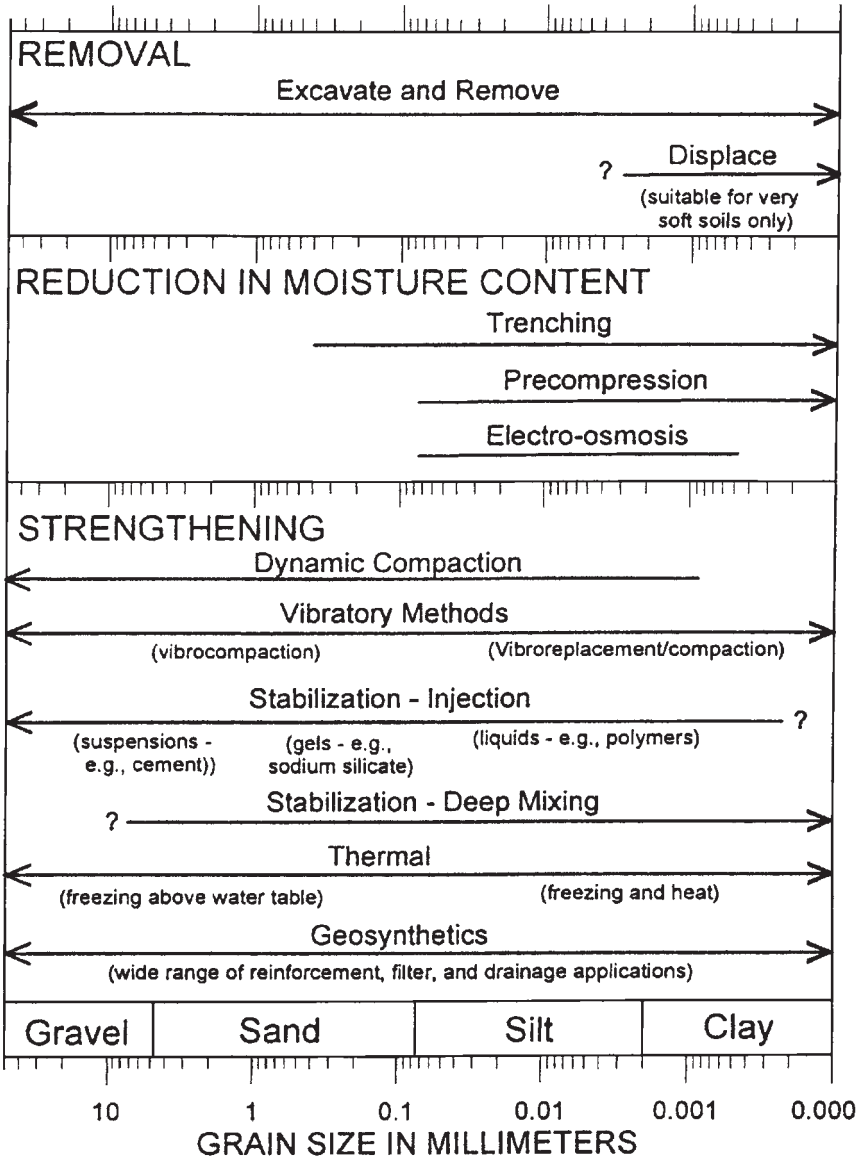 REMOVAL
Excavate and Remove
? Displace
(suitable for very
soft soils only)
REDUCTION IN MOISTURE CONTENT
Trenching
Precompression
Electro-osmosis
STRENGTHENING
Dynamic Compaction
Vibratory Methods
(vibrocompaction) (Vibroreplacement/compaction)
Stabilization - Injection
?
(suspensions - (gels - e.g., (liquids - e.g., polymers)
e.g., cement)) sodium silicate)
Stabilization - Deep Mixing
?
Thermal
(freezing above water table) (freezing and heat)
Geosynthetics
(wide range of reinforcement, filter, and drainage applications)
Gravel Sand Silt Clay
10 1 0.1 0.01 0.001 0.000
GRAIN SIZE IN MILLIMETERS